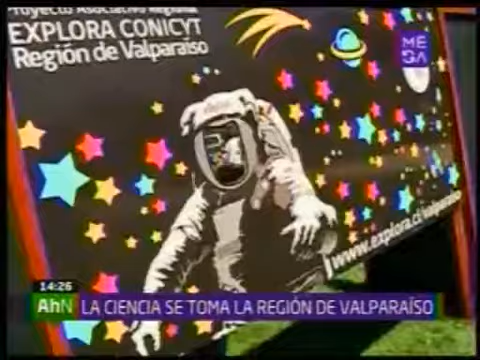 Proyecto Asociativo Regional
EXPLORA CONICYT
Región de Valparaíso
MEGA
www.explora.cl/valparaiso
14:26
AhN
LA CIENCIA SE TOMA LA REGIÓN DE VALPARAÍSO